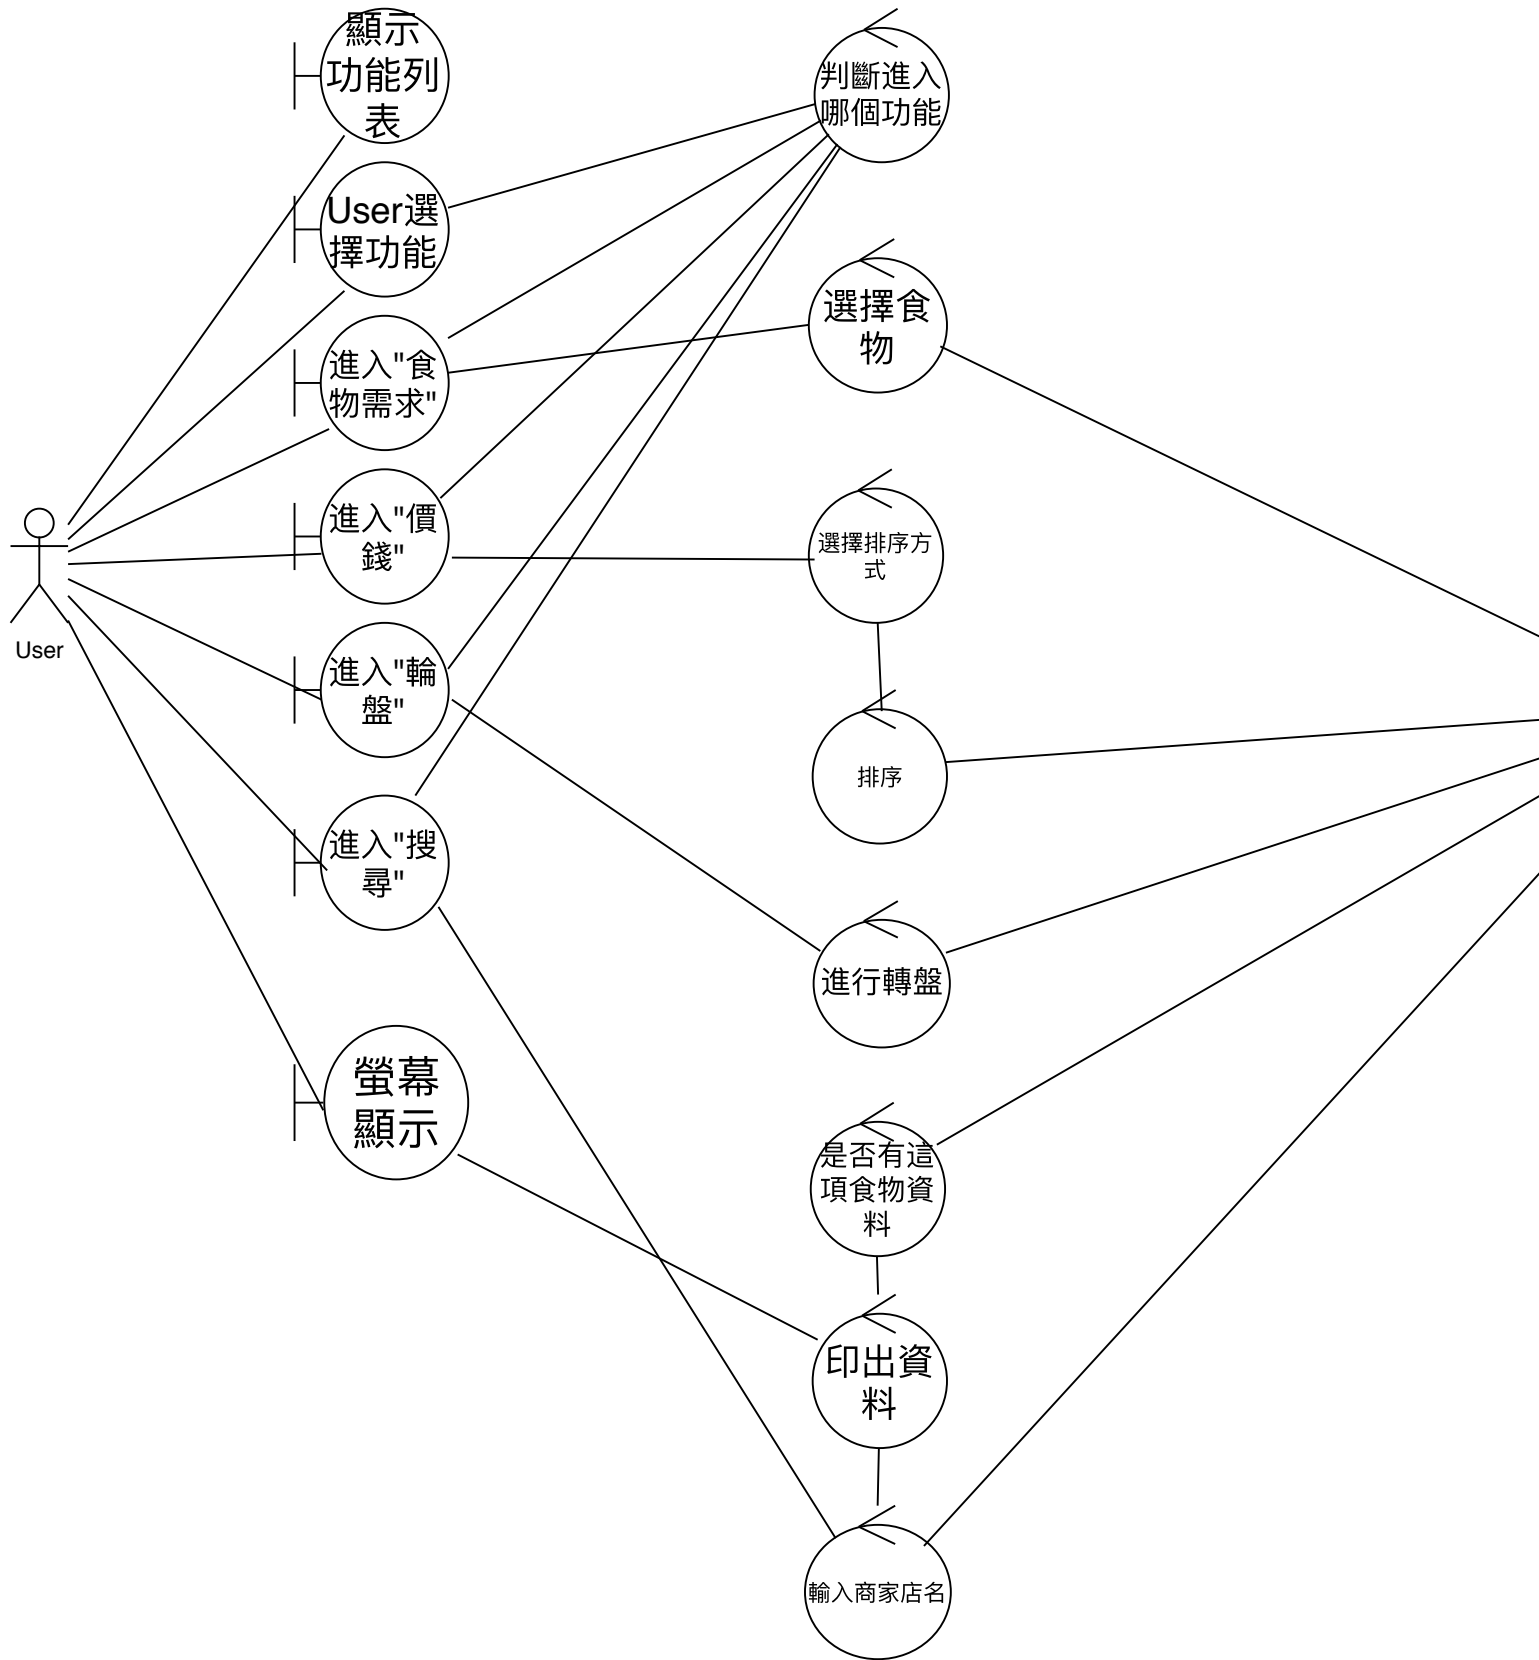 顯示
功能列
表
User選
擇功能
進入"食
物需求"
進入"價
錢"
進入"輪
盤"
進入"搜
尋"
螢幕
顯示
User
判斷進入
哪個功能
選擇食
物
選擇排序方
式
排序
進行轉盤
是否有這
項食物資
料
印出資
料
輸入商家店名